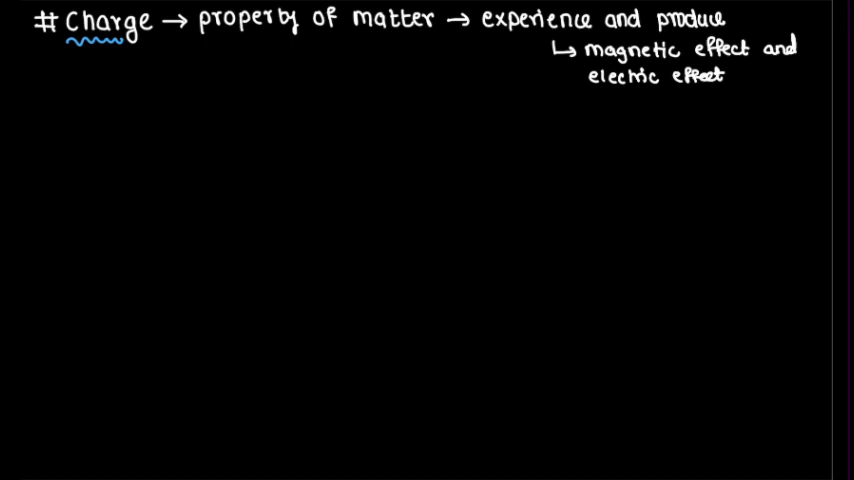 # Charge → property of matter → experience and produce
↳ magnetic effect and
electric effect